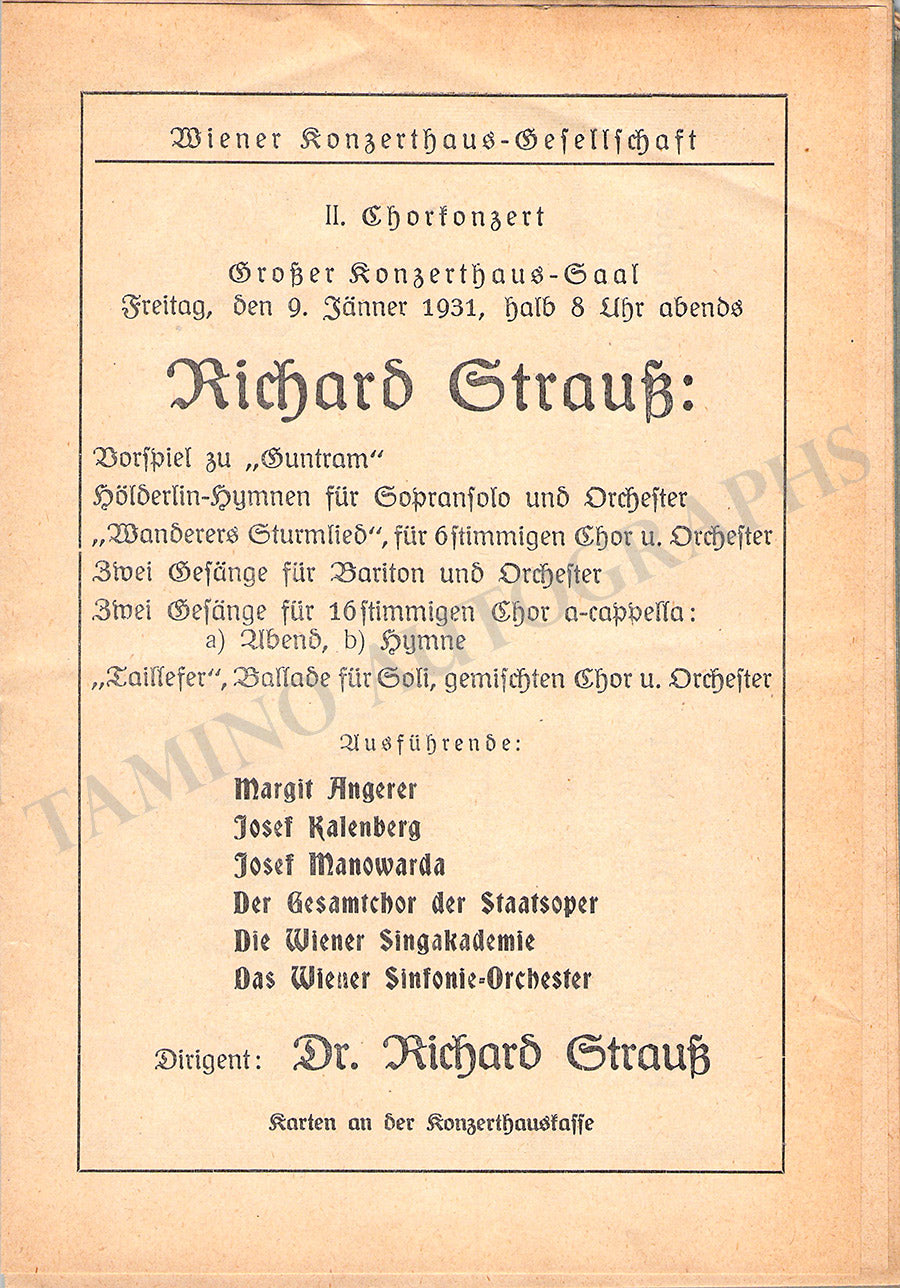 Wiener Konzerthaus-Gesellschaft
II. Chorkonzert
Großer Konzerthaus-Saal
Freitag, den 9. Jänner 1931, halb 8 Uhr abends
Richard Strauß:
Vorspiel zu „Guntram“
Hölderlin-Hymnen für Sopransolo und Orchester
„Wanderers Sturmlied“, für 6stimmigen Chor u. Orchester
Zwei Gesänge für Bariton und Orchester
Zwei Gesänge für 16stimmigen Chor a-cappella:
a) Abend, b) Hymne
„Taillefer“, Ballade für Soli, gemischten Chor u. Orchester
Ausführende:
Margit Angerer
Josef Kalenberg
Josef Manowarda
Der Gesamtchor der Staatsoper
Die Wiener Singakademie
Das Wiener Sinfonie-Orchester
Dirigent: Dr. Richard Strauß
Karten an der Konzerthauskasse
TAMINO AUTOGRAPHS